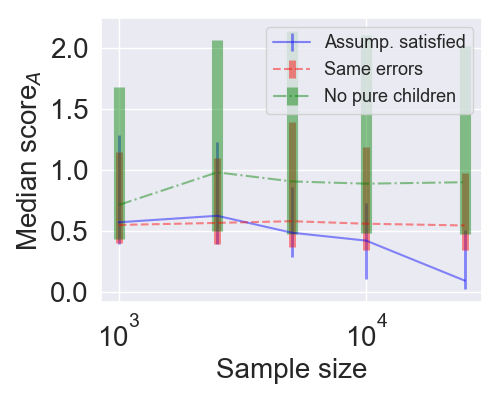 2.0
1.5
1.0
0.5
0.0
Median score_A
Assump. satisfied
Same errors
No pure children
10^3
10^4
Sample size